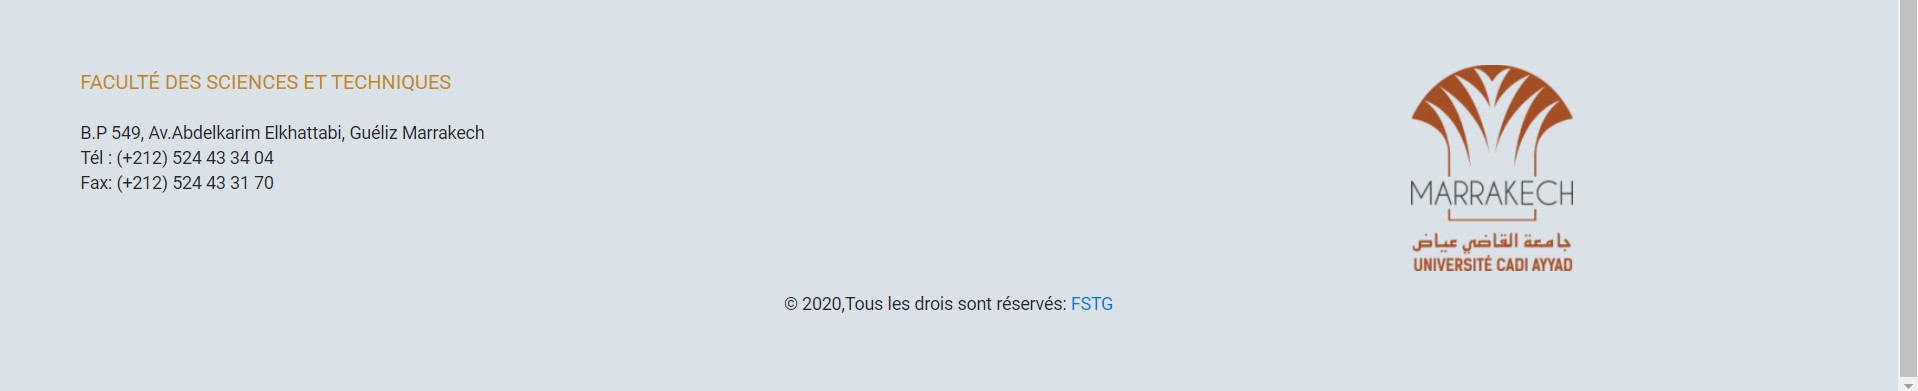 FACULTÉ DES SCIENCES ET TECHNIQUES
B.P 549, Av.Abdelkarim Elkhattabi, Guéliz Marrakech
Tél : (+212) 524 43 34 04
Fax: (+212) 524 43 31 70
MARRAKECH
جامعة القاضي عياض
UNIVERSITÉ CADI AYYAD
© 2020,Tous les drois sont réservés: FSTG